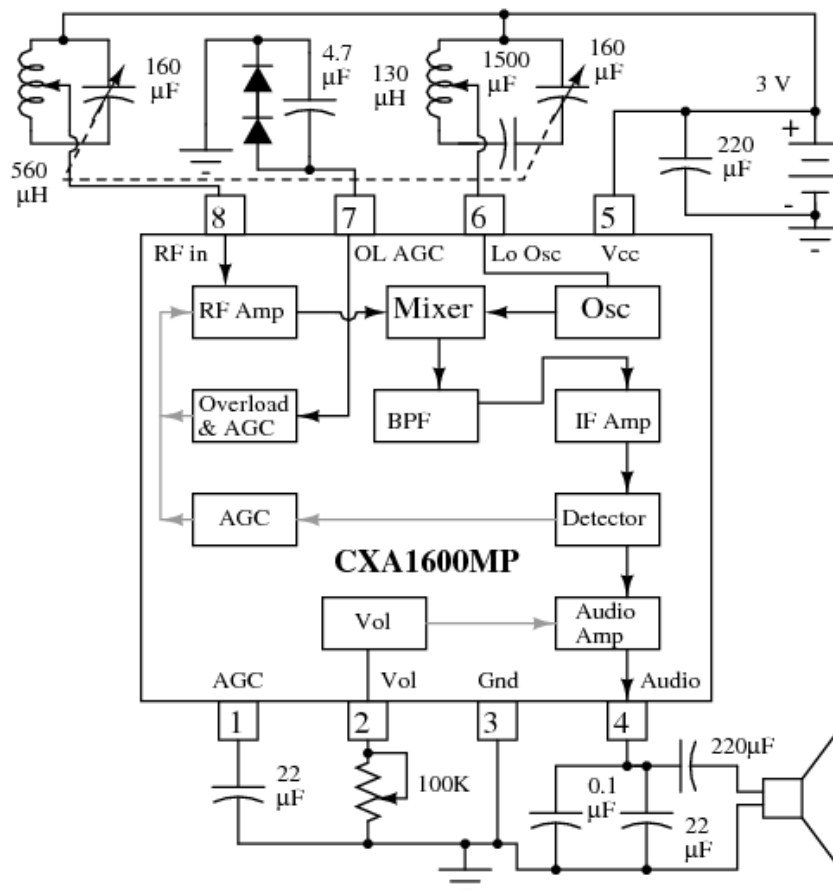 160
µF
4.7
µF
130
µH
1500
µF
160
µF
3 V
+
220
µF
-
560
µH
8
7
6
5
RF in
OL AGC
Lo Osc
Vcc
RF Amp
Mixer
Osc
Overload
& AGC
BPF
IF Amp
AGC
Detector
CXA1600MP
Vol
Audio
Amp
AGC
Vol
Gnd
Audio
1
2
3
4
22
µF
100K
0.1
µF
22
µF
220µF